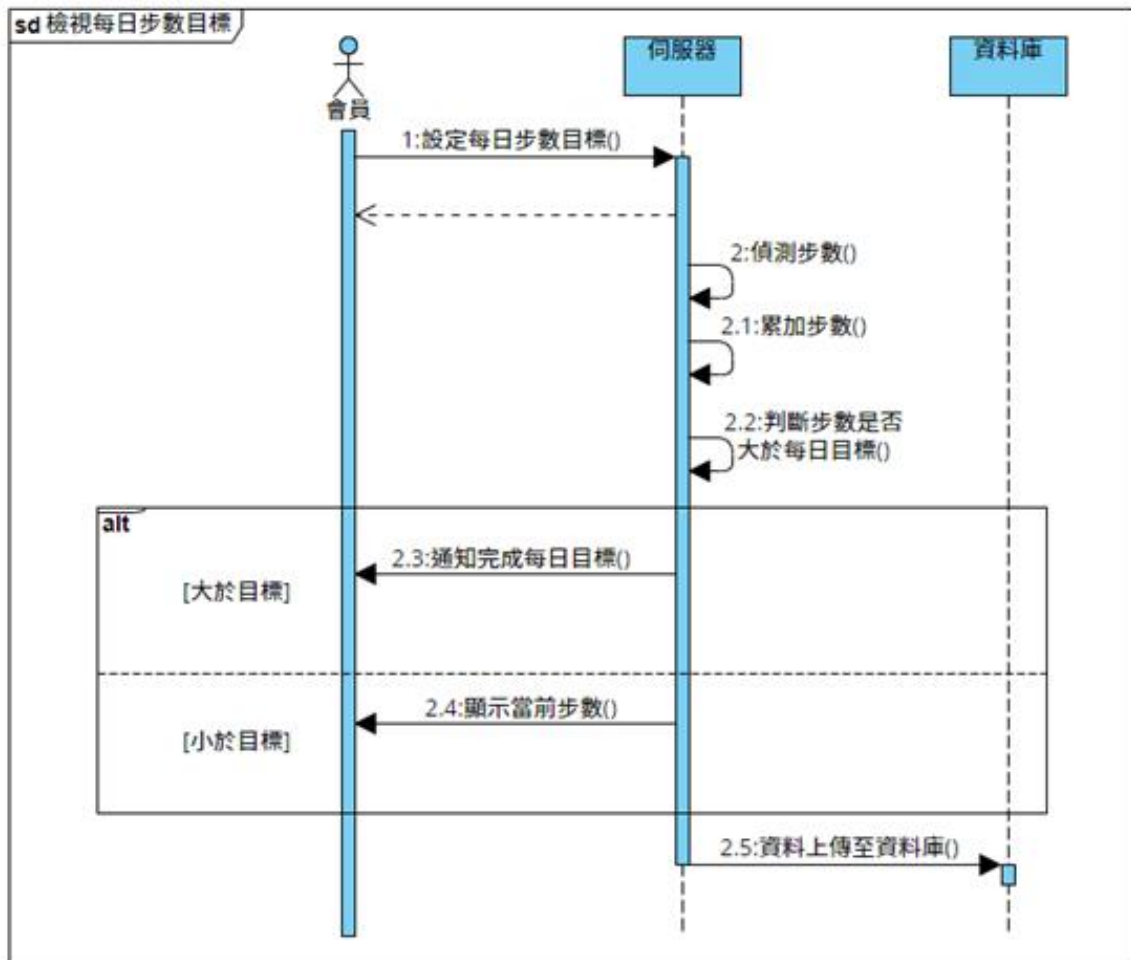 sd 檢視每日步數目標
會員
伺服器
資料庫
1:設定每日步數目標()
2:偵測步數()
2.1:累加步數()
2.2:判斷步數是否
大於每日目標()
alt
2.3:通知完成每日目標()
[大於目標]
2.4:顯示當前步數()
[小於目標]
2.5:資料上傳至資料庫()